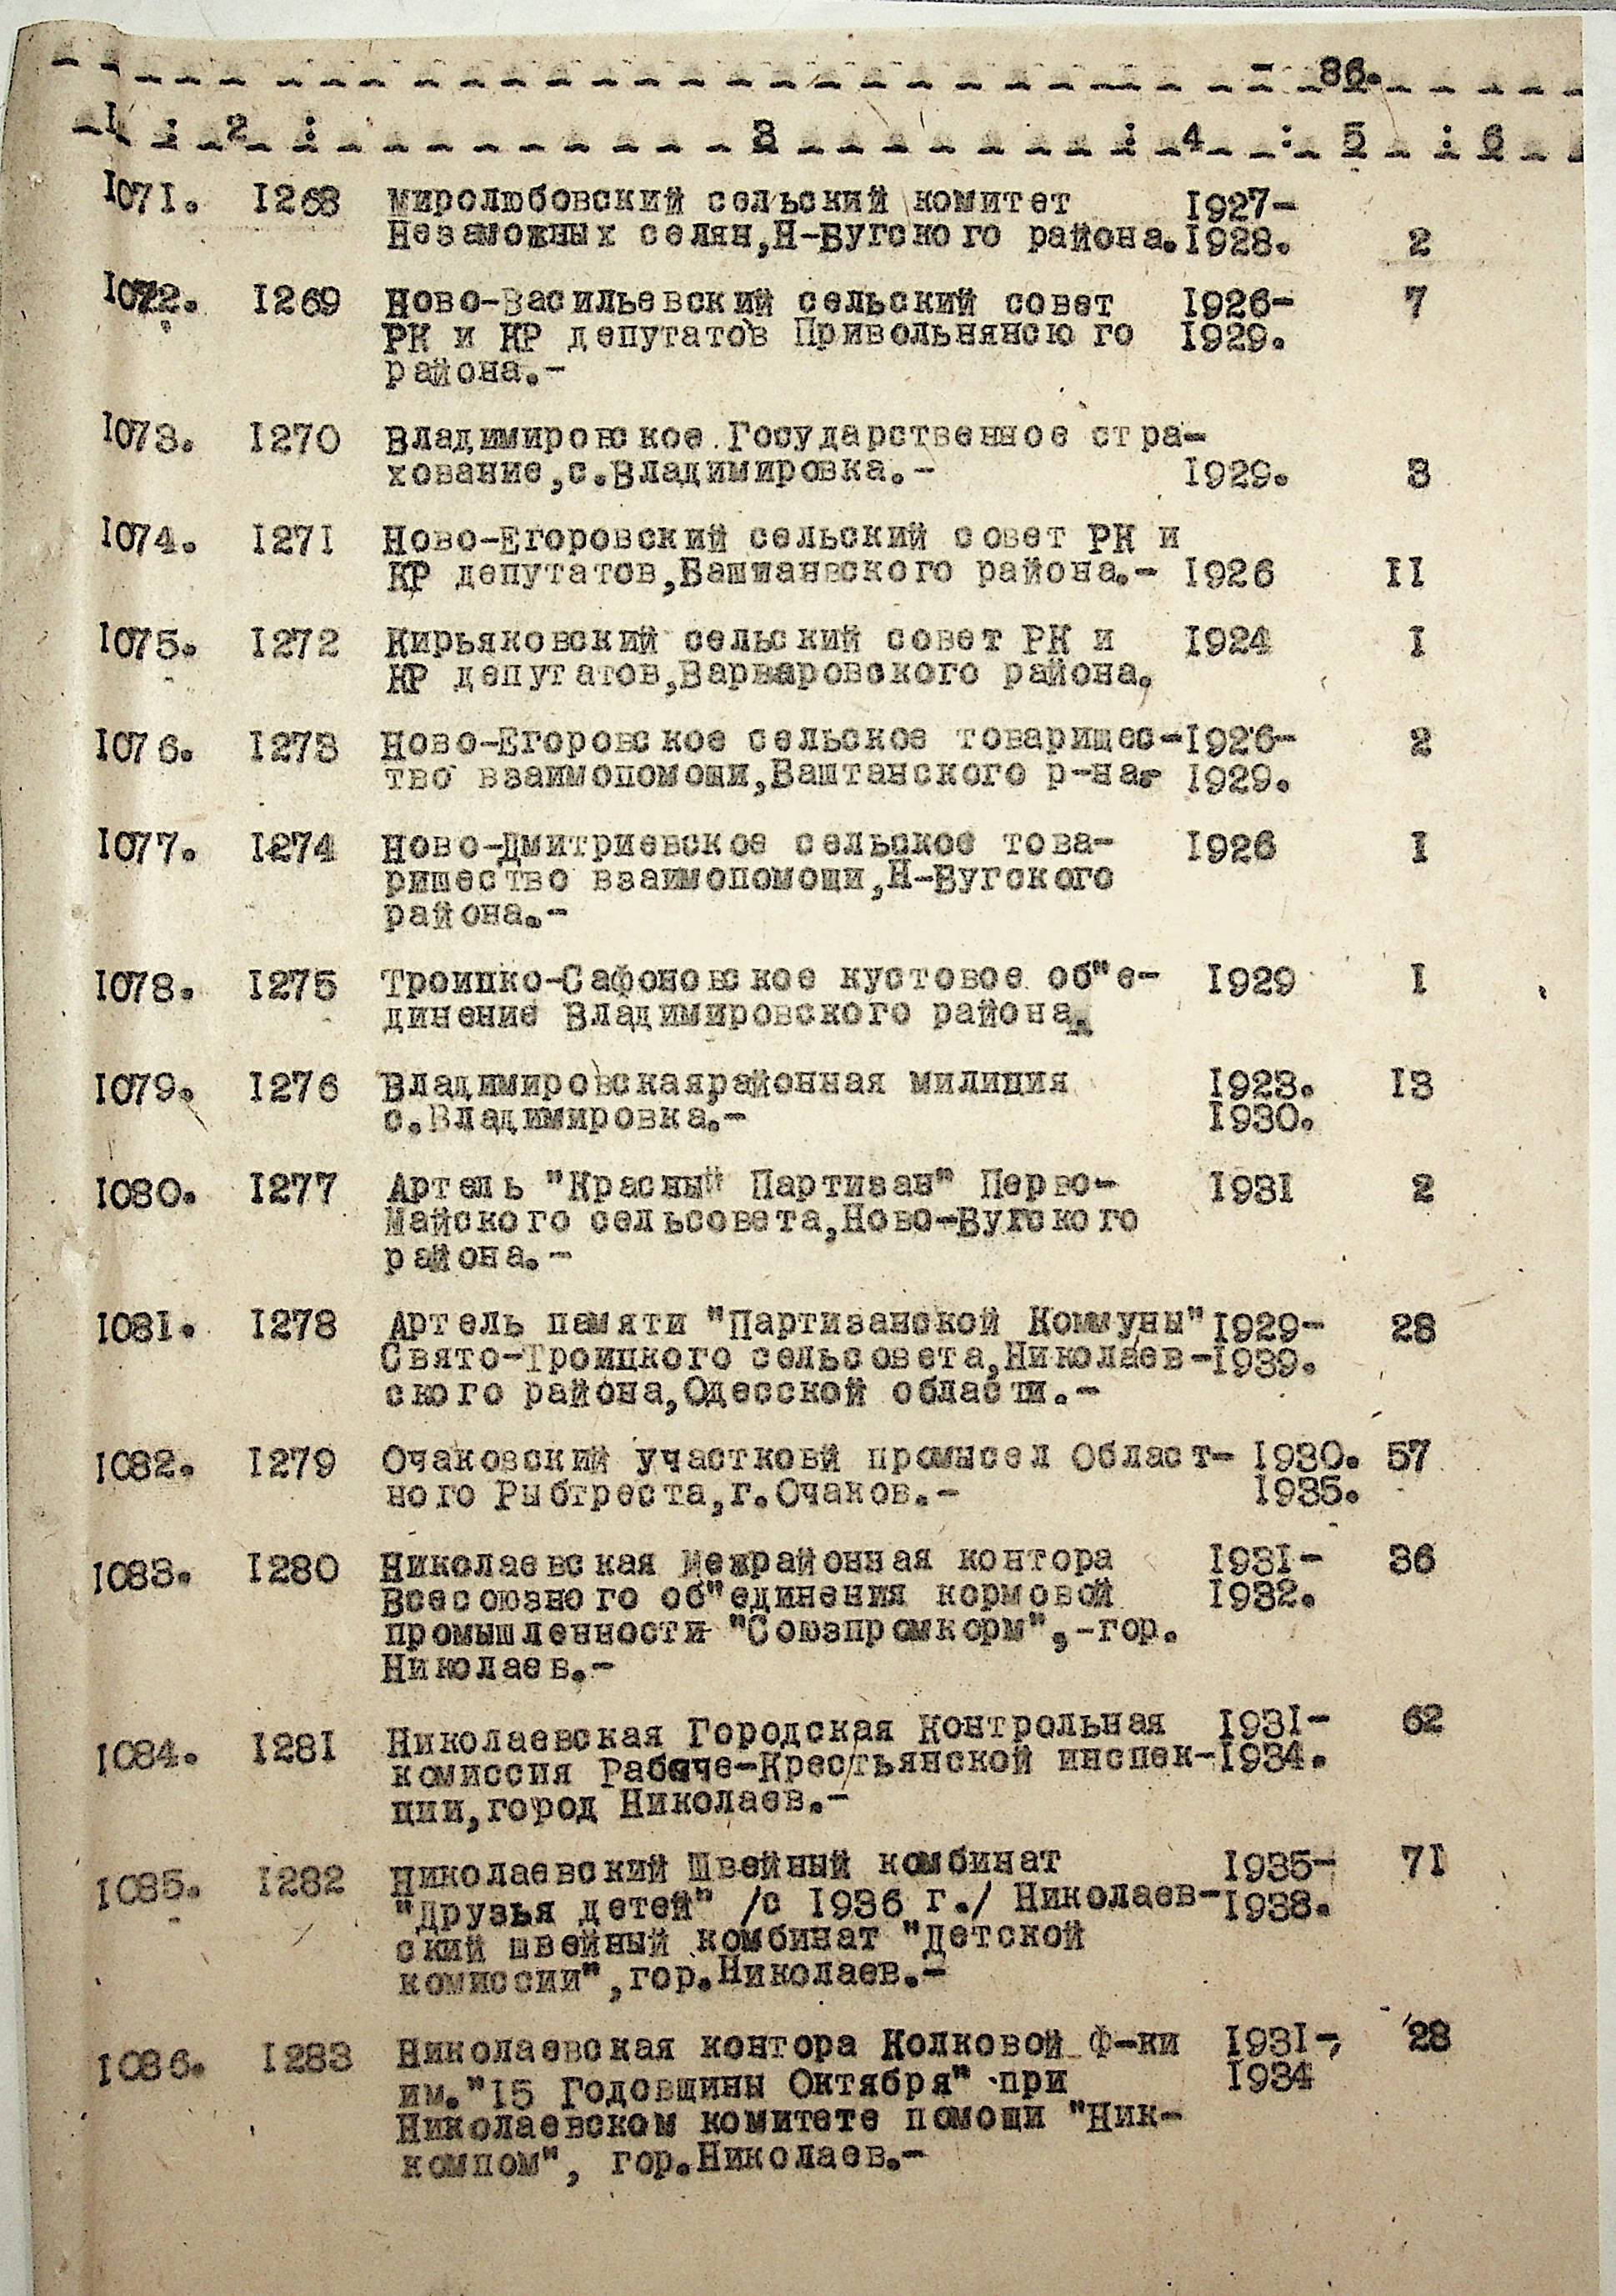 - 86.
1 : 2 : 3 : 4 : 5 : 6
1071. 1268 Миролюбовский сельский комитет 1927-
Незаможных селян,Н-Бугского района. 1928. 2
1072. 1269 Ново-Васильевский сельский совет 1926- 7
РК и КР депутатов Привольнянсюго 1929.
района.-
1073. 1270 Владимировское Государственное стра-
хование,с.Владимировка.- 1929. 3
1074. 1271 Ново-Егоровский сельский совет РК и
КР депутатов,Башшанвского района.- 1926 11
1075. 1272 Кирьяковский сельский совет РК и 1924 1
КР депутатов,Варваровского района.
1076. 1273 Ново-Егоровское сельское товарищес- 1926- 2
тво взаимопомощи,Баштанского р-на. 1929.
1077. 1274 Ново-Дмитриевское сельское това- 1926 1
рищество взаимопомощи,Н-Бугского
района.-
1078. 1275 Троицко-Сафоновское кустовое об"е- 1929 1
динение Владимировского района.
1079. 1276 Владимировскаярайонная милиция 1923. 13
с.Владимировка.- 1930.
1080. 1277 Артель "Красный Партизан" Перво- 1931 2
Майского сельсовета,Ново-Бугского
района.-
1081. 1278 Артель памяти "Партизанской Коммуны" 1929- 28
Свято-Троицкого сельсовета,Николаев- 1939.
ского района,Одесской области.-
1082. 1279 Очаковский участковй промысел Област- 1930. 57
ного Рыбтреста,г.Очаков.- 1935.
1083. 1280 Николаевская Межрайонная контора 1931- 36
Всесоюзного об"единения кормовой 1932.
промышленности "Союзпромкорм",-гор.
Николаев.-
1084. 1281 Николаевская Городская Контрольная 1931- 62
комиссия Рабоче-Крестьянской инспек- 1934.
ции,город Николаев.-
1085. 1282 Николаевский Швейный комбинат 1935- 71
"Друзья детей" /с 1936 г./ Николаев- 1938.
ский швейный комбинат "Детской
комиссии",гор.Николаев.-
1086. 1283 Николаевская контора Колковой Ф-ки 1931-, 28
им."15 Годовщины Октября" при 1934
Николаевском комитете помощи "Ник-
компом", гор.Николаев.-